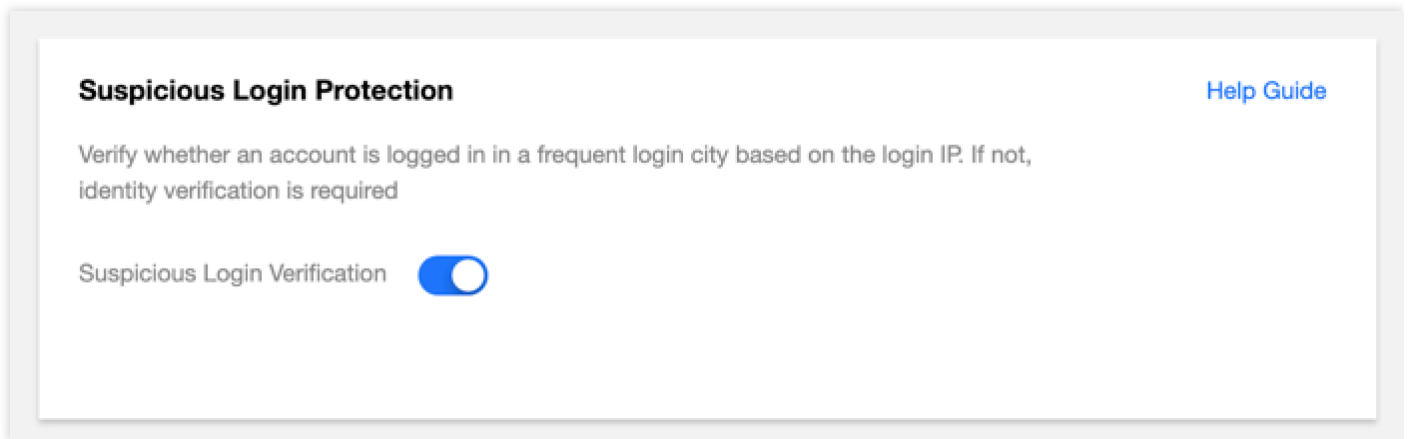 Suspicious Login Protection
Help Guide
Verify whether an account is logged in in a frequent login city based on the login IP. If not,
identity verification is required
Suspicious Login Verification